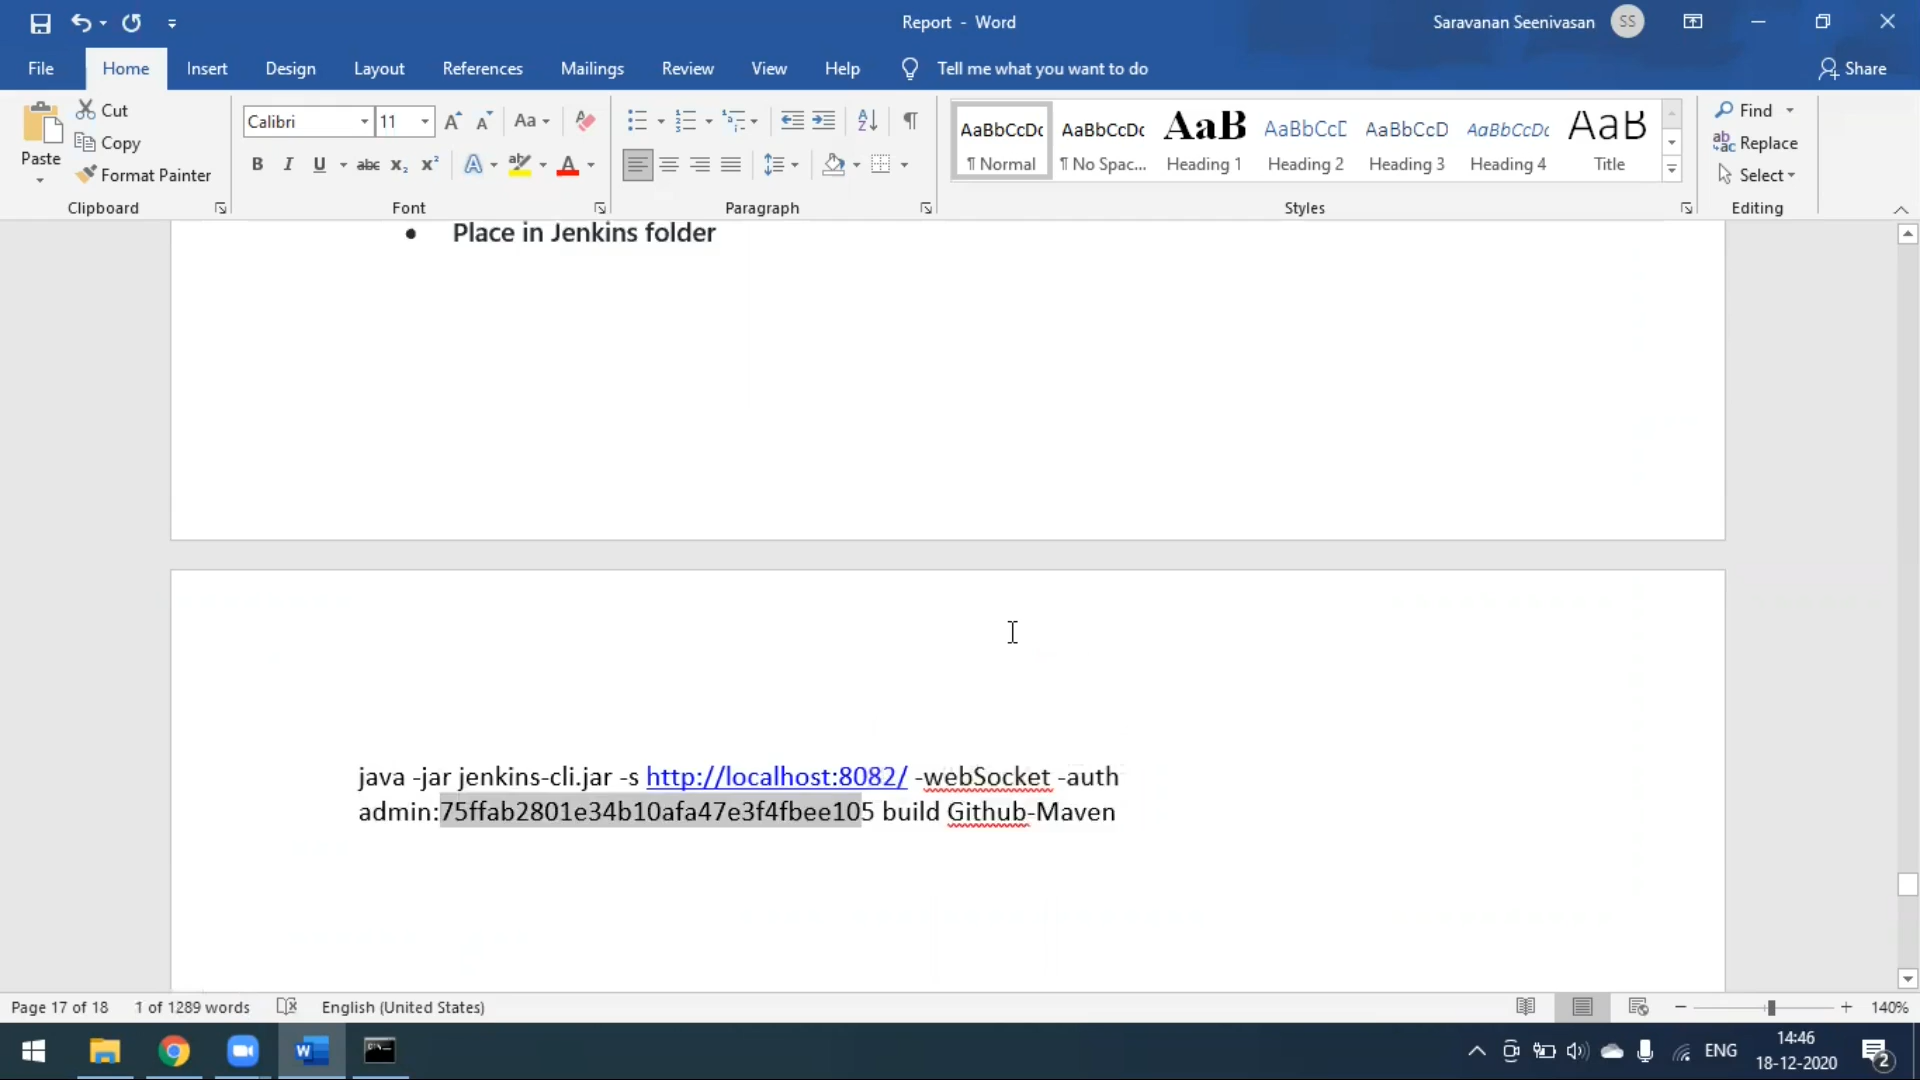 Report - Word
Saravanan Seenivasan
SS
File
Home
Insert
Design
Layout
References
Mailings
Review
View
Help
Tell me what you want to do
Share
Paste
Cut
Copy
Format Painter
Clipboard
Calibri
11
Font
Paragraph
AaBbCcDc
¶ Normal
AaBbCcDc
¶ No Spac...
AaB
Heading 1
AaBbCcD
Heading 2
AaBbCcD
Heading 3
AaBbCcDc
Heading 4
AaB
Title
Styles
Find
Replace
Select
Editing
• Place in Jenkins folder
java -jar jenkins-cli.jar -s http://localhost:8082/ -webSocket -auth
admin:75ffab2801e34b10afa47e3f4fbee105 build Github-Maven
Page 17 of 18
1 of 1289 words
English (United States)
140%
ENG
14:46
18-12-2020
2